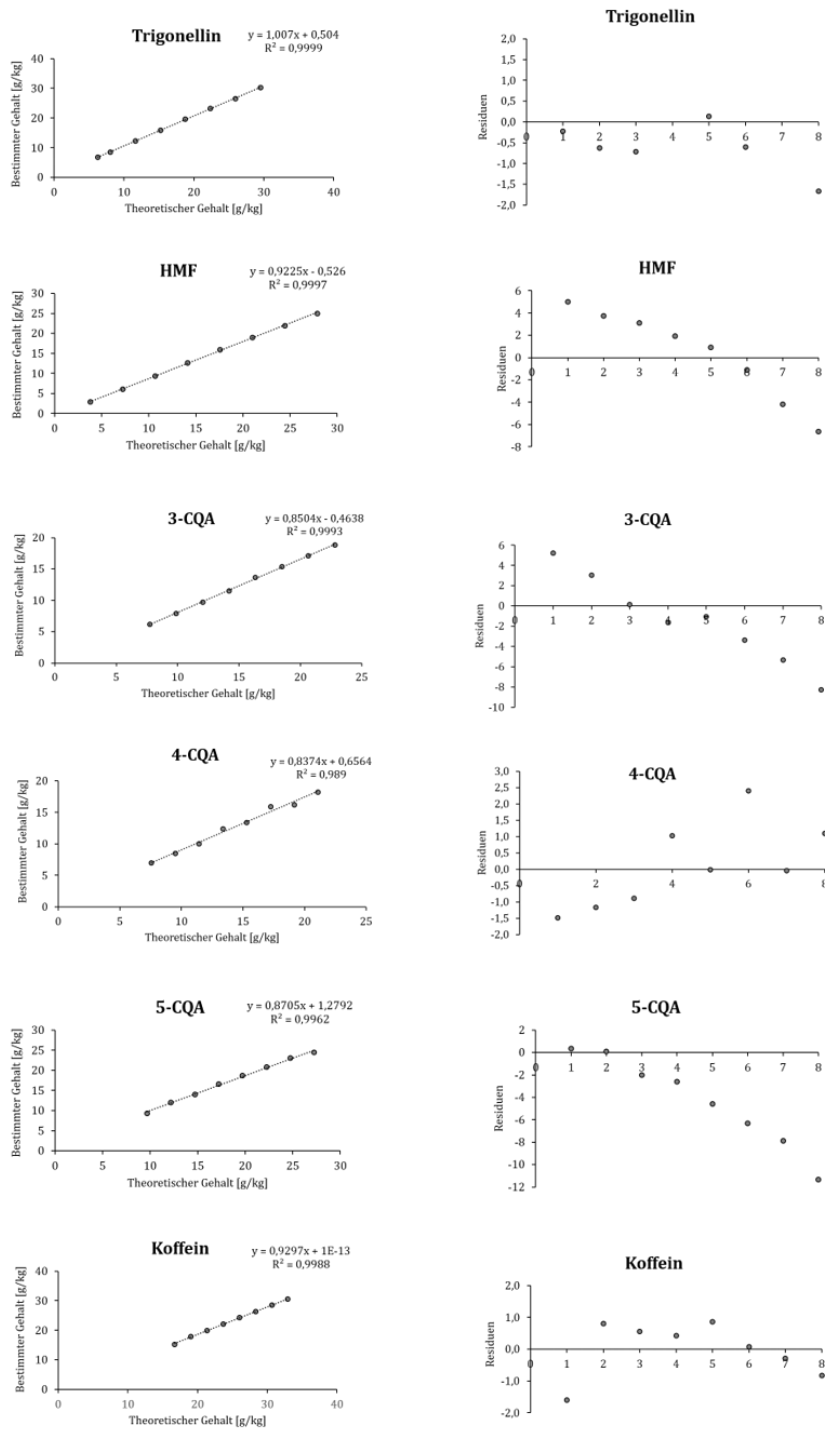 Trigonellin
y = 1,007x + 0,504
R² = 0,9999
Bestimmter Gehalt [g/kg]
40
30
20
10
0
0 10 20 30 40
Theoretischer Gehalt [g/kg]
Trigonellin
Residuen
2,0
1,5
1,0
0,5
0,0
-0,5
-1,0
-1,5
-2,0
0 1 2 3 4 5 6 7 8
HMF
y = 0,9225x - 0,526
R² = 0,9997
Bestimmter Gehalt [g/kg]
30
25
20
15
10
5
0
0 5 10 15 20 25 30
Theoretischer Gehalt [g/kg]
HMF
Residuen
6
4
2
0
-2
-4
-6
-8
0 1 2 3 4 5 6 7 8
3-CQA
y = 0,8504x - 0,4638
R² = 0,9993
Bestimmter Gehalt [g/kg]
20
15
10
5
0
0 5 10 15 20 25
Theoretischer Gehalt [g/kg]
3-CQA
Residuen
6
4
2
0
-2
-4
-6
-8
-10
0 1 2 3 4 5 6 7 8
4-CQA
y = 0,8374x + 0,6564
R² = 0,989
Bestimmter Gehalt [g/kg]
20
15
10
5
0
0 5 10 15 20 25
Theoretischer Gehalt [g/kg]
4-CQA
Residuen
3,0
2,5
2,0
1,5
1,0
0,5
0,0
-0,5
-1,0
-1,5
-2,0
0 2 4 6 8
5-CQA
y = 0,8705x + 1,2792
R² = 0,9962
Bestimmter Gehalt [g/kg]
30
25
20
15
10
5
0
0 5 10 15 20 25 30
Theoretischer Gehalt [g/kg]
5-CQA
Residuen
2
0
-2
-4
-6
-8
-10
-12
0 1 2 3 4 5 6 7 8
Koffein
y = 0,9297x + 1E-13
R² = 0,9988
Bestimmter Gehalt [g/kg]
40
30
20
10
0
0 10 20 30 40
Theoretischer Gehalt [g/kg]
Koffein
Residuen
2,0
1,0
0,0
-1,0
-2,0
0 1 2 3 4 5 6 7 8